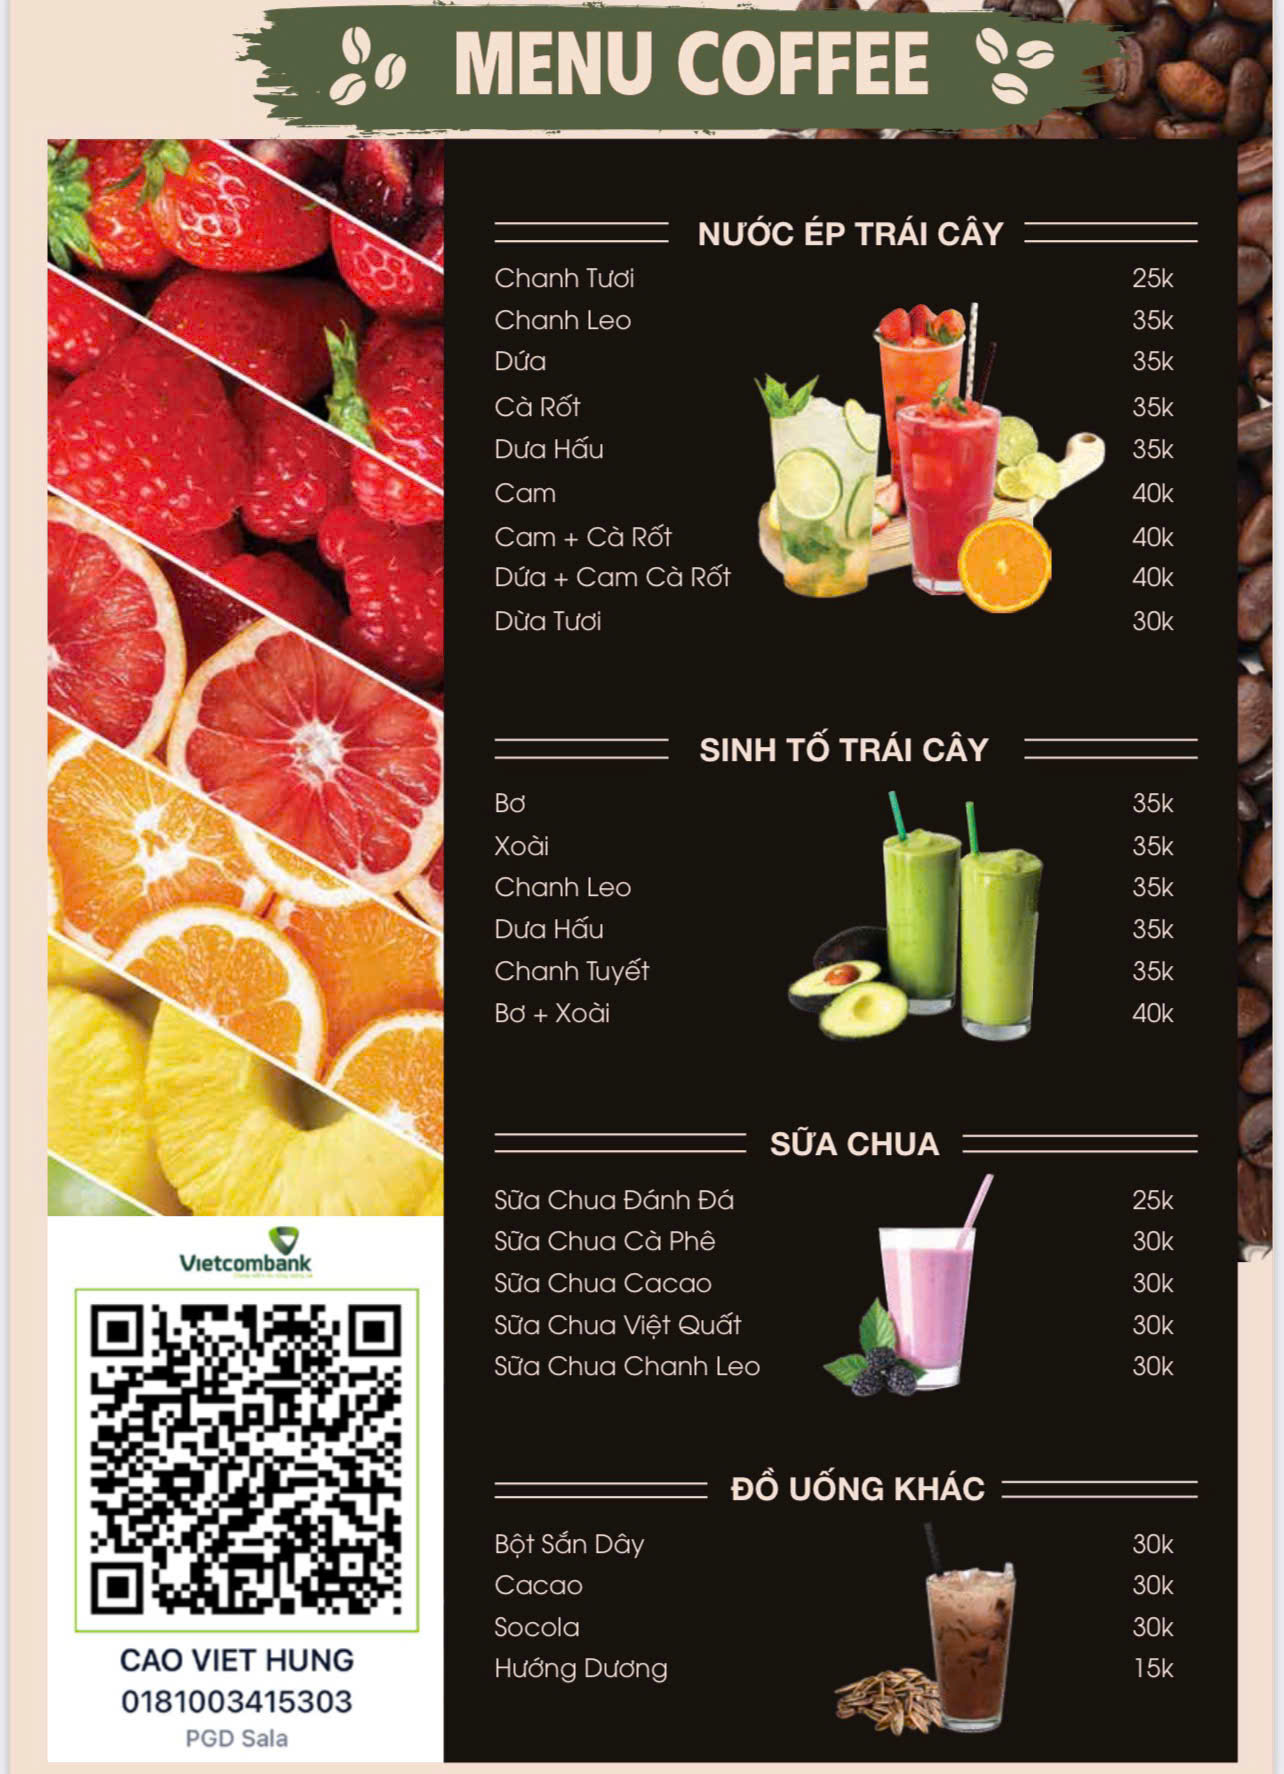 MENU COFFEE
NƯỚC ÉP TRÁI CÂY
Chanh Tươi 25k
Chanh Leo 35k
Dứa 35k
Cà Rốt 35k
Dưa Hấu 35k
Cam 40k
Cam + Cà Rốt 40k
Dứa + Cam Cà Rốt 40k
Dừa Tươi 30k
SINH TỐ TRÁI CÂY
Bơ 35k
Xoài 35k
Chanh Leo 35k
Dưa Hấu 35k
Chanh Tuyết 35k
Bơ + Xoài 40k
SỮA CHUA
Sữa Chua Đánh Đá 25k
Sữa Chua Cà Phê 30k
Sữa Chua Cacao 30k
Sữa Chua Việt Quất 30k
Sữa Chua Chanh Leo 30k
ĐỒ UỐNG KHÁC
Bột Sắn Dây 30k
Cacao 30k
Socola 30k
Hướng Dương 15k
Vietcombank
CAO VIET HUNG
0181003415303
PGD Sala